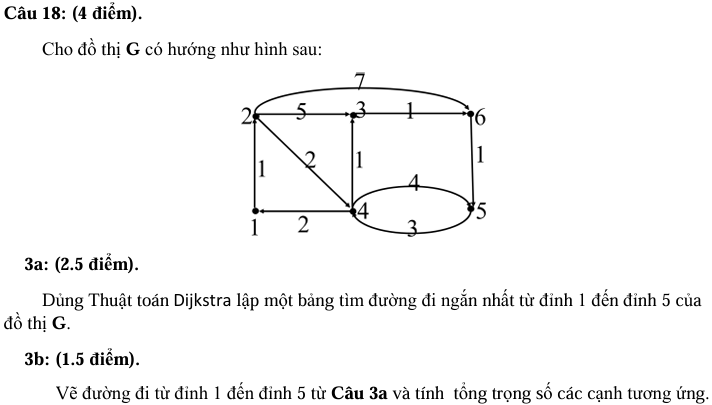 Câu 18: (4 điểm).
Cho đồ thị G có hướng như hình sau:
7
2 5 3 1 6
1 2 1 4 1
1 2 4 3 5
3a: (2.5 điểm).
Dùng Thuật toán Dijkstra lập một bảng tìm đường đi ngắn nhất từ đỉnh 1 đến đỉnh 5 của
đồ thị G.
3b: (1.5 điểm).
Vẽ đường đi từ đỉnh 1 đến đỉnh 5 từ Câu 3a và tính tổng trọng số các cạnh tương ứng.